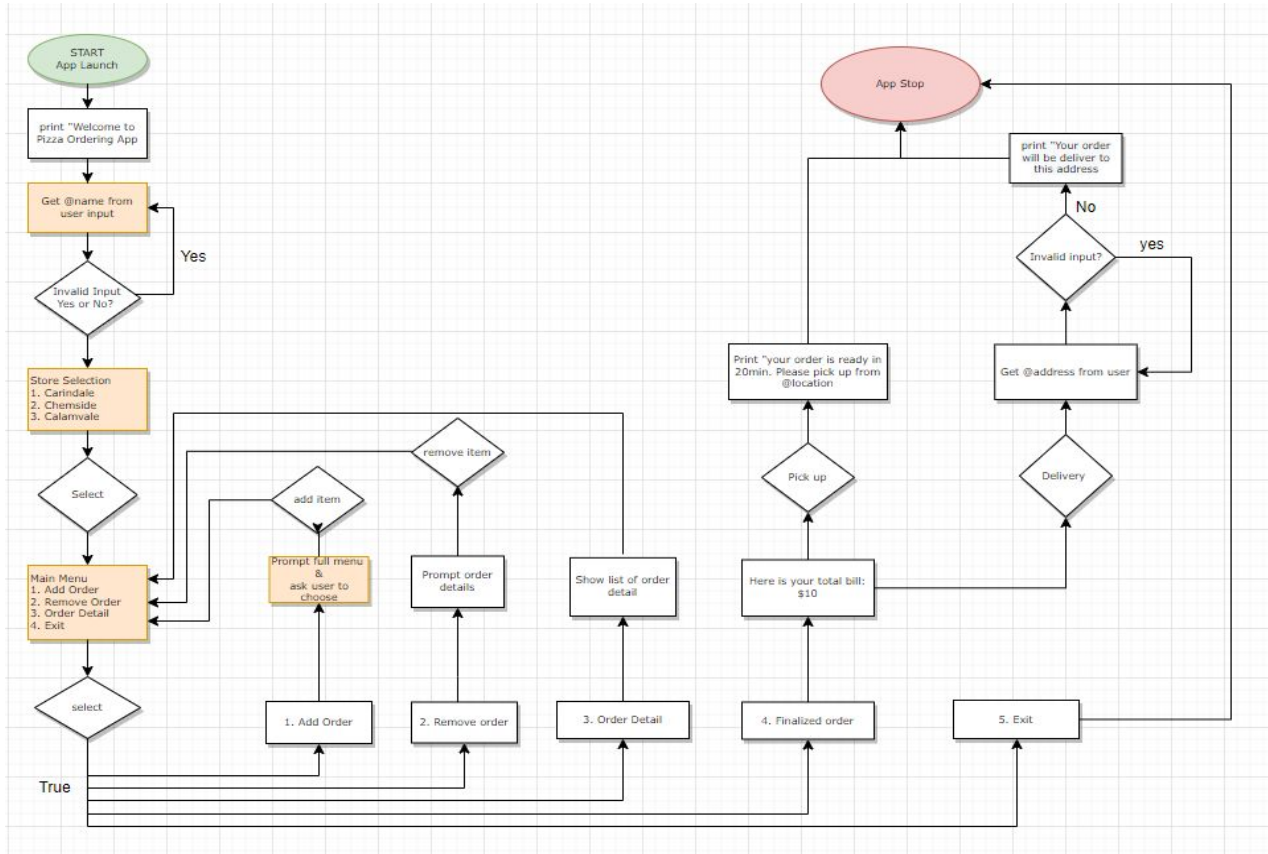 START
App Launch
print "Welcome to
Pizza Ordering App
Get @name from
user input
Yes
Invalid Input
Yes or No?
Store Selection
1. Carindale
2. Chemside
3. Calamvale
Select
Main Menu
1. Add Order
2. Remove Order
3. Order Detail
4. Exit
select
True
add item
Prompt full menu
&
ask user to
choose
1. Add Order
remove item
Prompt order
details
2. Remove order
Show list of order
detail
3. Order Detail
App Stop
Print "your order is ready in
20min. Please pick up from
@location
Pick up
Here is your total bill:
$10
4. Finalized order
print "Your order
will be deliver to
this address
No
Invalid input?
yes
Get @address from user
Delivery
5. Exit